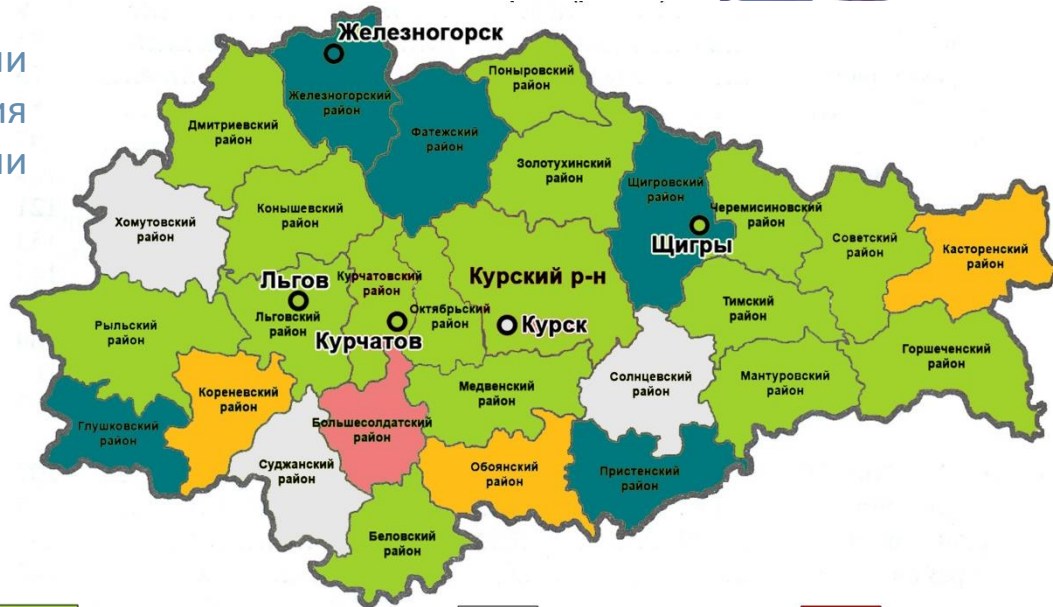 ии
ия
ии
Железногорск
Железногорский
район
Поныровский
район
Дмитриевский
район
Фатежский
район
Золотухинский
район
Щигровский
район
Черемисиновский
район
Щигры
Советский
район
Касторенский
район
Хомутовский
район
Конышевский
район
Льгов
Льговский
район
Курчатовский
район
Курчатов
Октябрьский
район
Курский р-н
Курск
Тимский
район
Рыльский
район
Кореневский
район
Глушковский
район
Суджанский
район
Большесолдатский
район
Медвенский
район
Солнцевский
район
Мантуровский
район
Горшеченский
район
Обоянский
район
Пристенский
район
Беловский
район